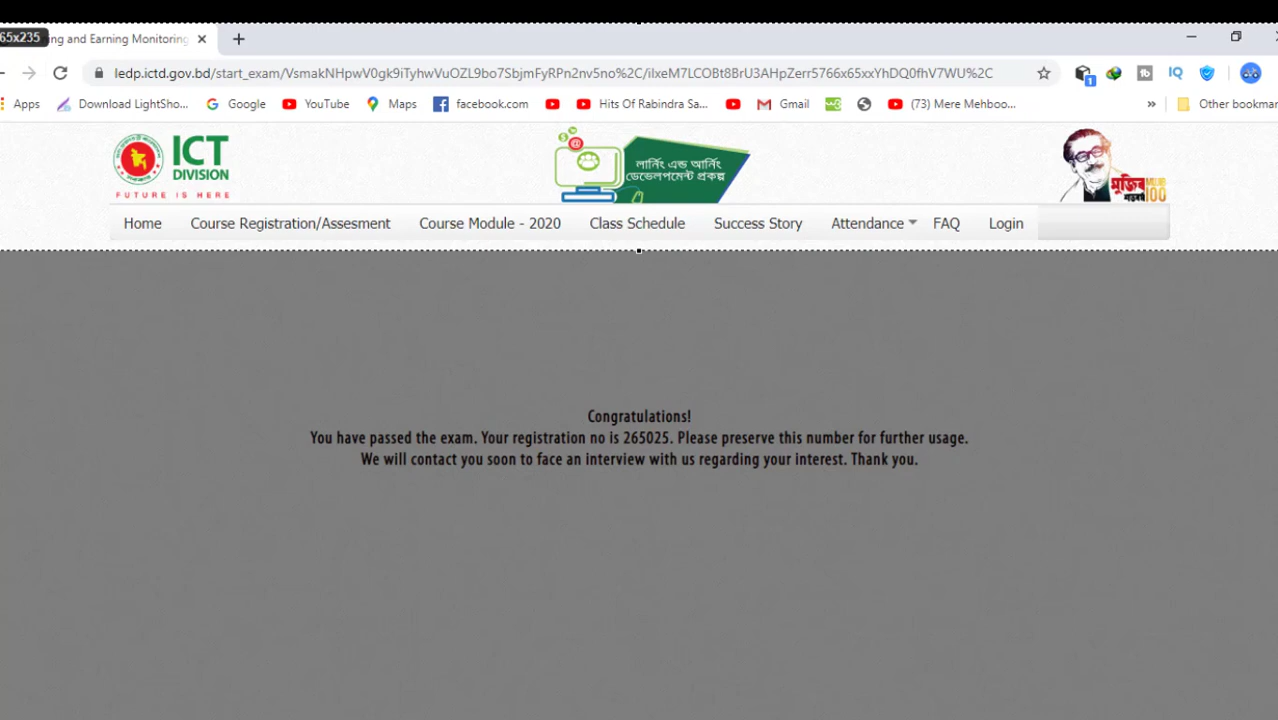 65x235
ng and Earning Monitoring
ledp.ictd.gov.bd/start_exam/VsmakNHpwV0gk9iTyhwVuOZL9bo7SbjmFyRPn2nv5no%2C/iIxeM7LCOBt8BrU3AHpZerr5766x65xxYhDQ0fhV7WU%2C
Apps Download LightSho... Google YouTube Maps facebook.com Hits Of Rabindra Sa... Gmail (73) Mere Mehboo... » Other bookmar
ICT
DIVISION
FUTURE IS HERE
লার্নিং এন্ড আর্নিং
ডেভেলপমেন্ট প্রকল্প
মুজিব
শতবর্ষ
100
Home Course Registration/Assesment Course Module - 2020 Class Schedule Success Story Attendance FAQ Login
Congratulations!
You have passed the exam. Your registration no is 265025. Please preserve this number for further usage.
We will contact you soon to face an interview with us regarding your interest. Thank you.